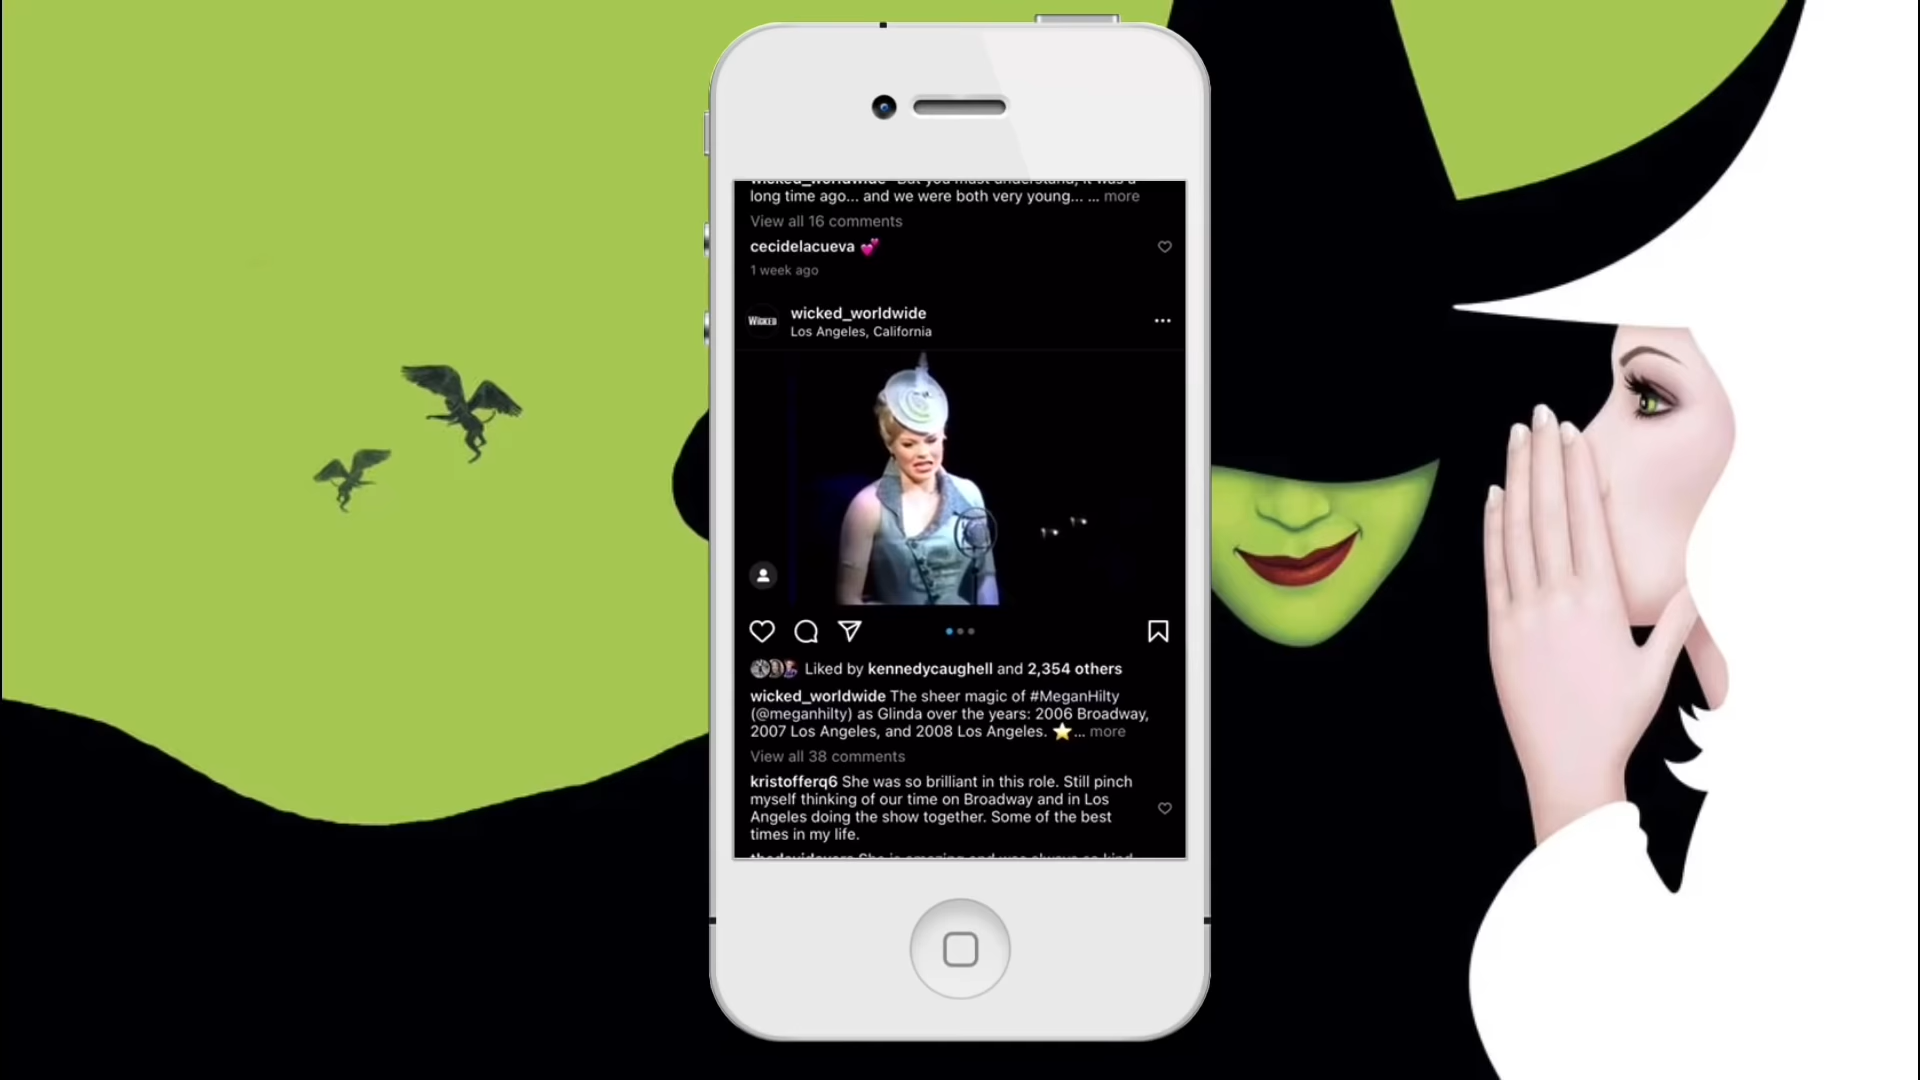 long time ago... and we were both very young... ... more
View all 16 comments
cecidelacueva 💕
1 week ago
WICKED
wicked_worldwide
Los Angeles, California
Liked by kennedycaughell and 2,354 others
wicked_worldwide The sheer magic of #MeganHilty
(@meganhilty) as Glinda over the years: 2006 Broadway,
2007 Los Angeles, and 2008 Los Angeles. ⭐... more
View all 38 comments
kristofferq6 She was so brilliant in this role. Still pinch
myself thinking of our time on Broadway and in Los
Angeles doing the show together. Some of the best
times in my life.